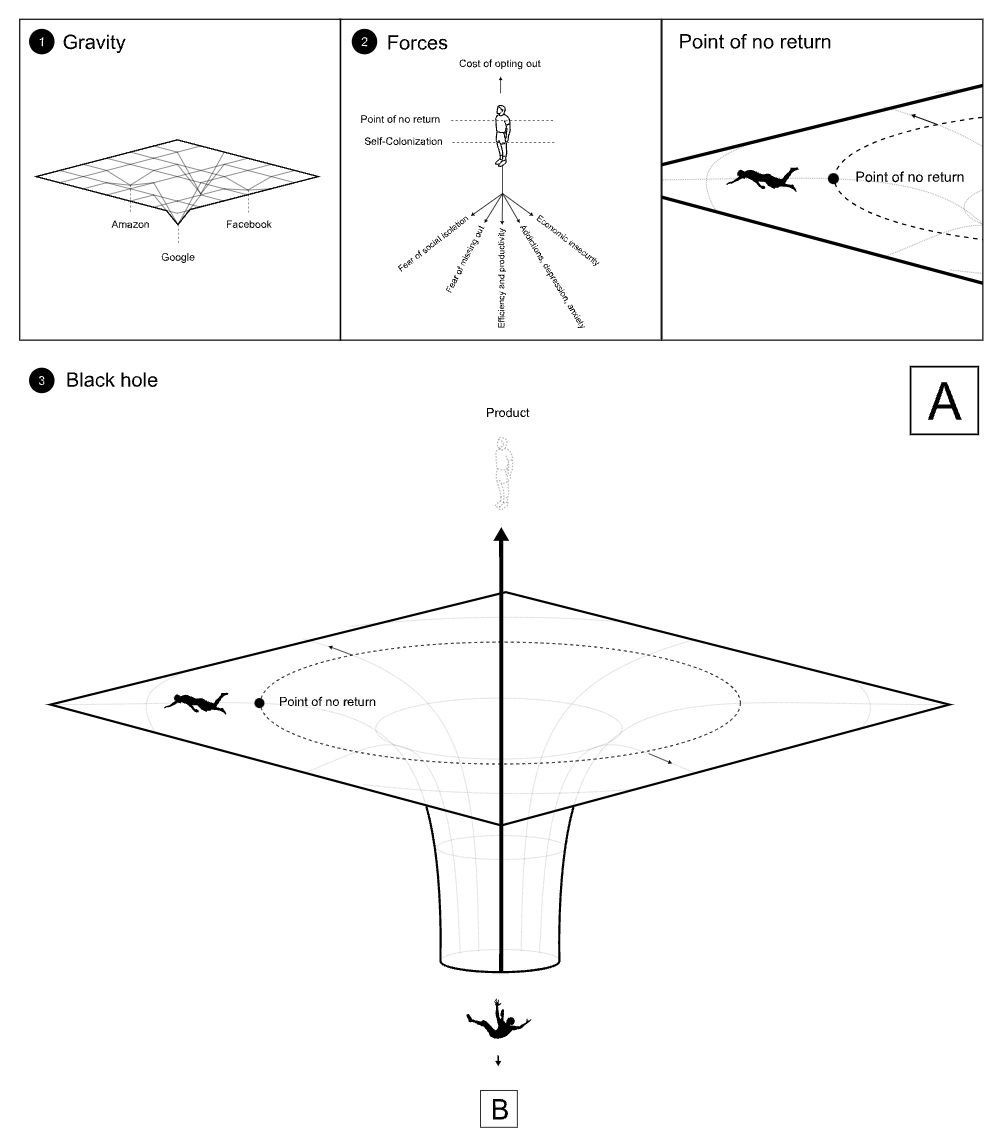 1 Gravity
Amazon
Facebook
Google
2 Forces
Cost of opting out
Point of no return
Self-Colonization
Fear of social isolation
Fear of missing out
Efficiency and productivity
Addictions, depression, anxiety
Economic insecurity
Point of no return
Point of no return
3 Black hole
A
Product
Point of no return
B